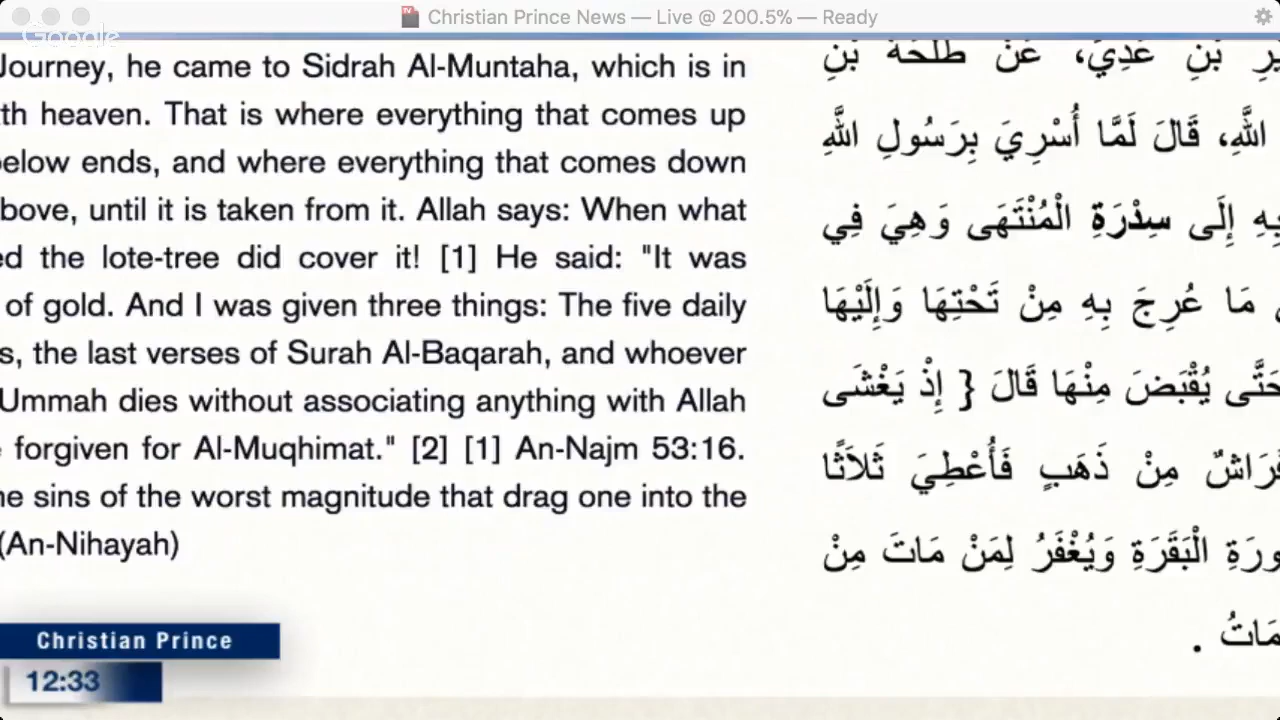 Christian Prince News — Live @ 200.5% — Ready
Google
Journey, he came to Sidrah Al-Muntaha, which is in
th heaven. That is where everything that comes up
below ends, and where everything that comes down
bove, until it is taken from it. Allah says: When what
ed the lote-tree did cover it! [1] He said: "It was
of gold. And I was given three things: The five daily
s, the last verses of Surah Al-Baqarah, and whoever
Ummah dies without associating anything with Allah
e forgiven for Al-Muqhimat." [2] [1] An-Najm 53:16.
he sins of the worst magnitude that drag one into the
(An-Nihayah)
بْنِ عَدِيٍّ، عَنْ طَلْحَةَ بْنِ
اللَّهِ، قَالَ لَمَّا أُسْرِيَ بِرَسُولِ اللَّهِ
بِهِ إِلَى سِدْرَةِ الْمُنْتَهَى وَهِيَ فِي
مَا عُرِجَ بِهِ مِنْ تَحْتِهَا وَإِلَيْهَا
حَتَّى يُقْبَضَ مِنْهَا قَالَ { إِذْ يَغْشَى
فَرَاشٌ مِنْ ذَهَبٍ فَأُعْطِيَ ثَلاَثًا
ورَةِ الْبَقَرَةِ وَيُغْفَرُ لِمَنْ مَاتَ مِنْ
مَاتُ .
Christian Prince
12:33